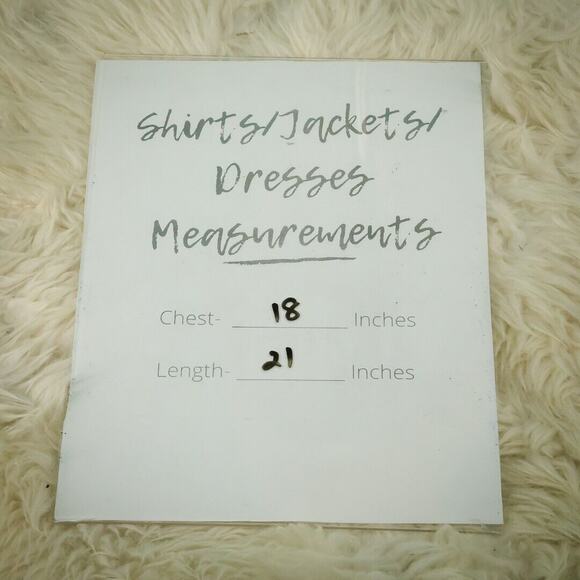 Shirts/Jackets/
Dresses
Measurements
Chest- 18 Inches
Length- 21 Inches